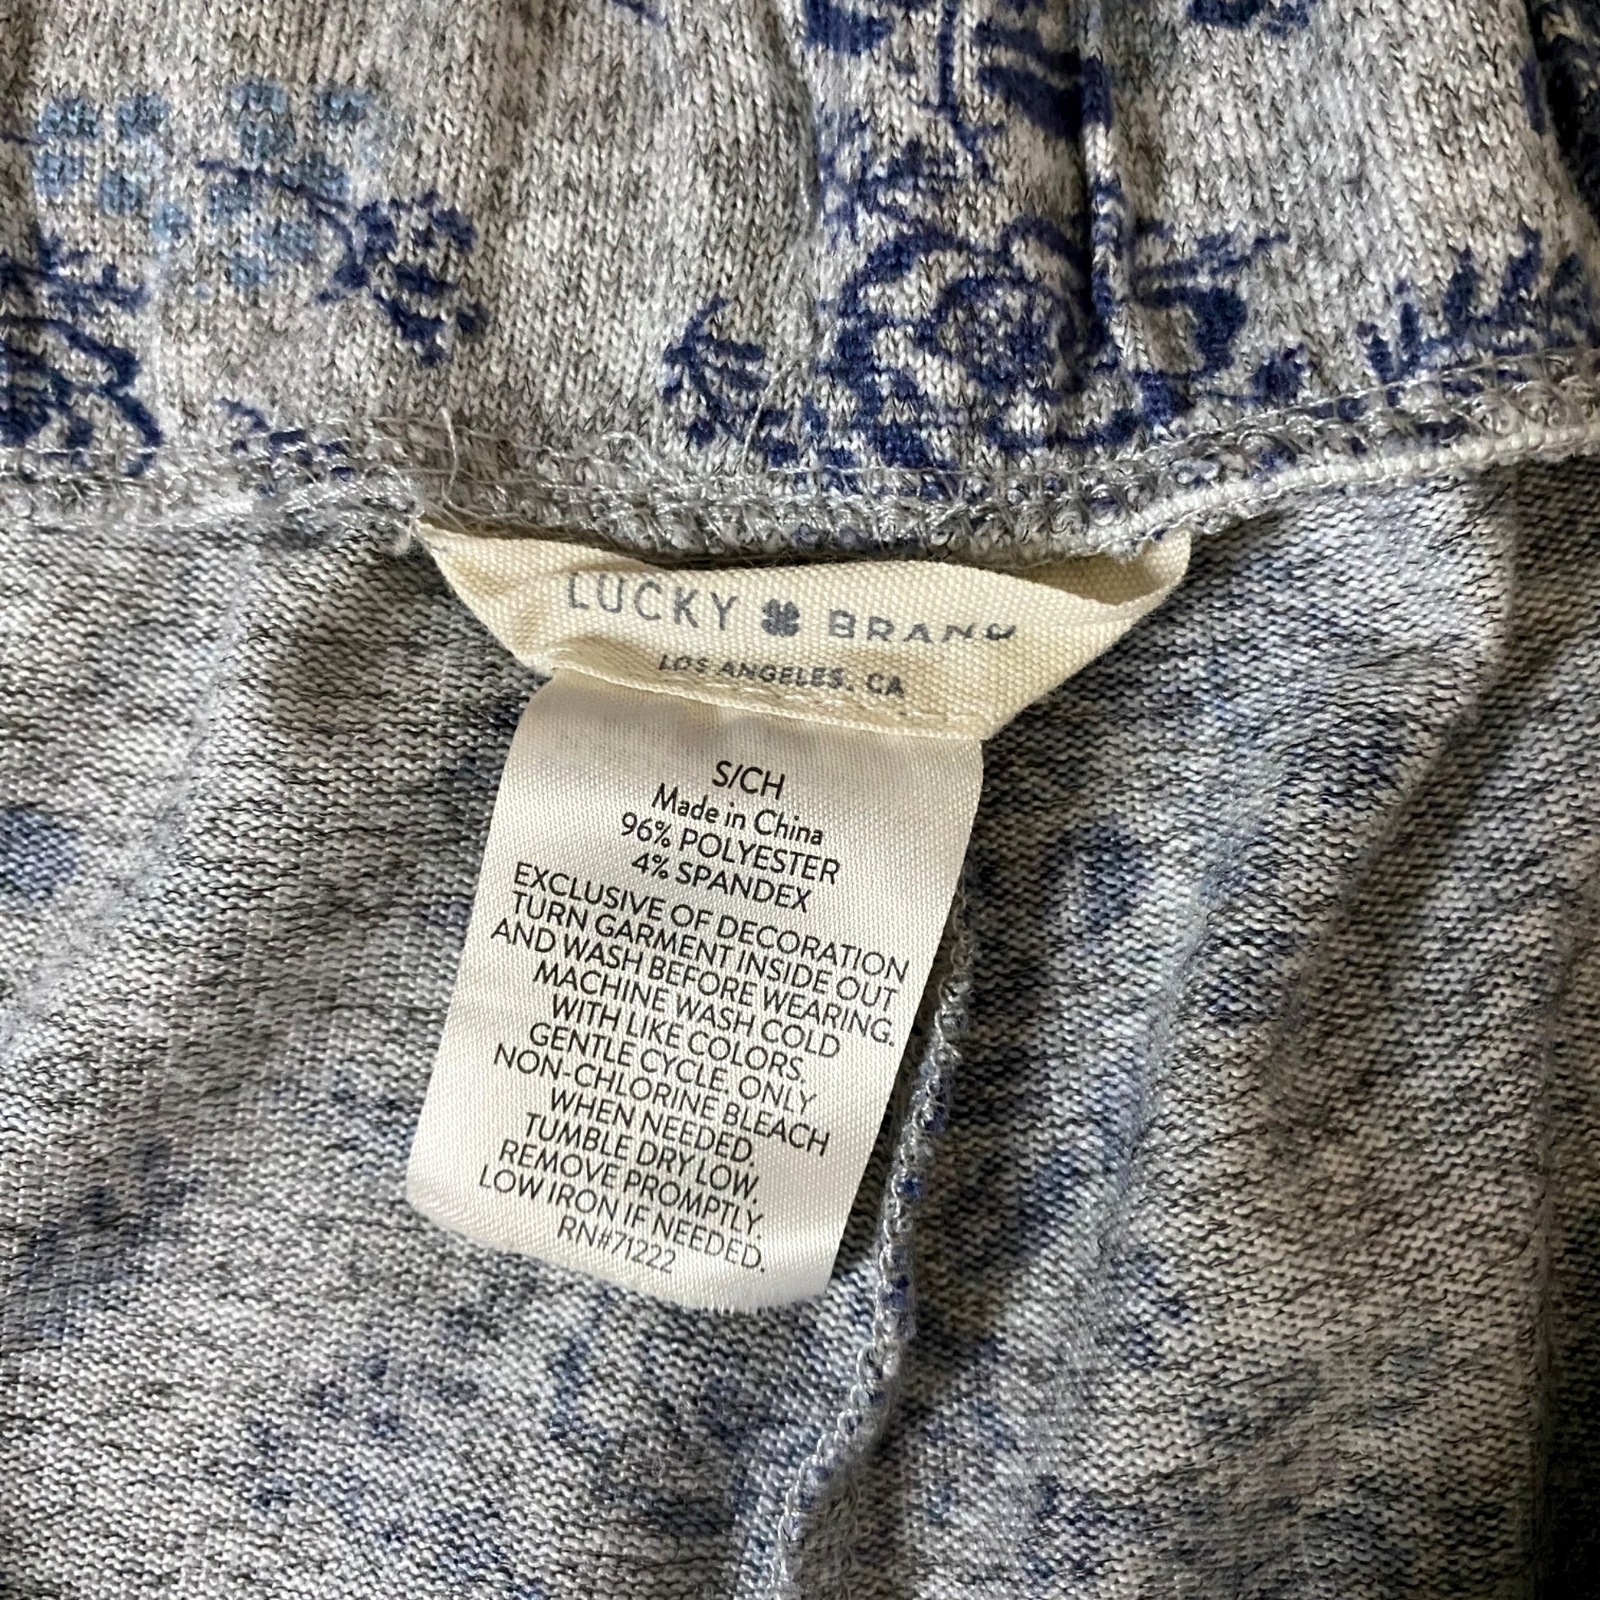 LUCKY BRAND
LOS ANGELES, CA
S/CH
Made in China
96% POLYESTER
4% SPANDEX
EXCLUSIVE OF DECORATION
TURN GARMENT INSIDE OUT
AND WASH BEFORE WEARING.
MACHINE WASH COLD
WITH LIKE COLORS,
GENTLE CYCLE. ONLY
NON-CHLORINE BLEACH
WHEN NEEDED.
TUMBLE DRY LOW.
REMOVE PROMPTLY.
LOW IRON IF NEEDED.
RN#71222